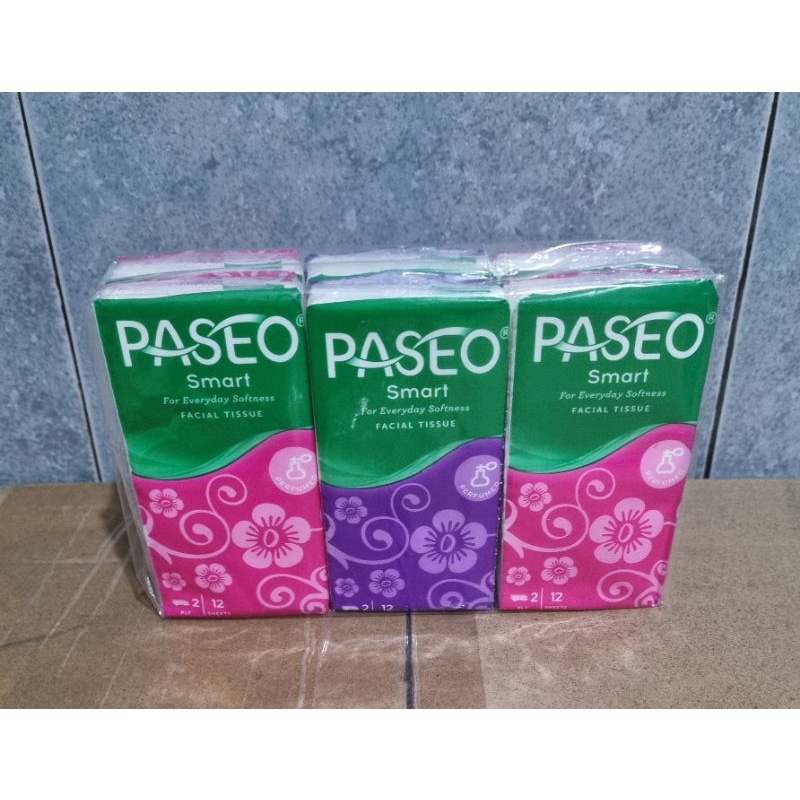 PASEO®
Smart
For Everyday Softness
FACIAL TISSUE
PERFUMED
2 | 12
PLY SHEETS
PASEO®
Smart
For Everyday Softness
FACIAL TISSUE
PERFUMED
2 | 12
PASEO®
Smart
For Everyday Softness
FACIAL TISSUE
PERFUMED
2 | 12
PLY SHEETS